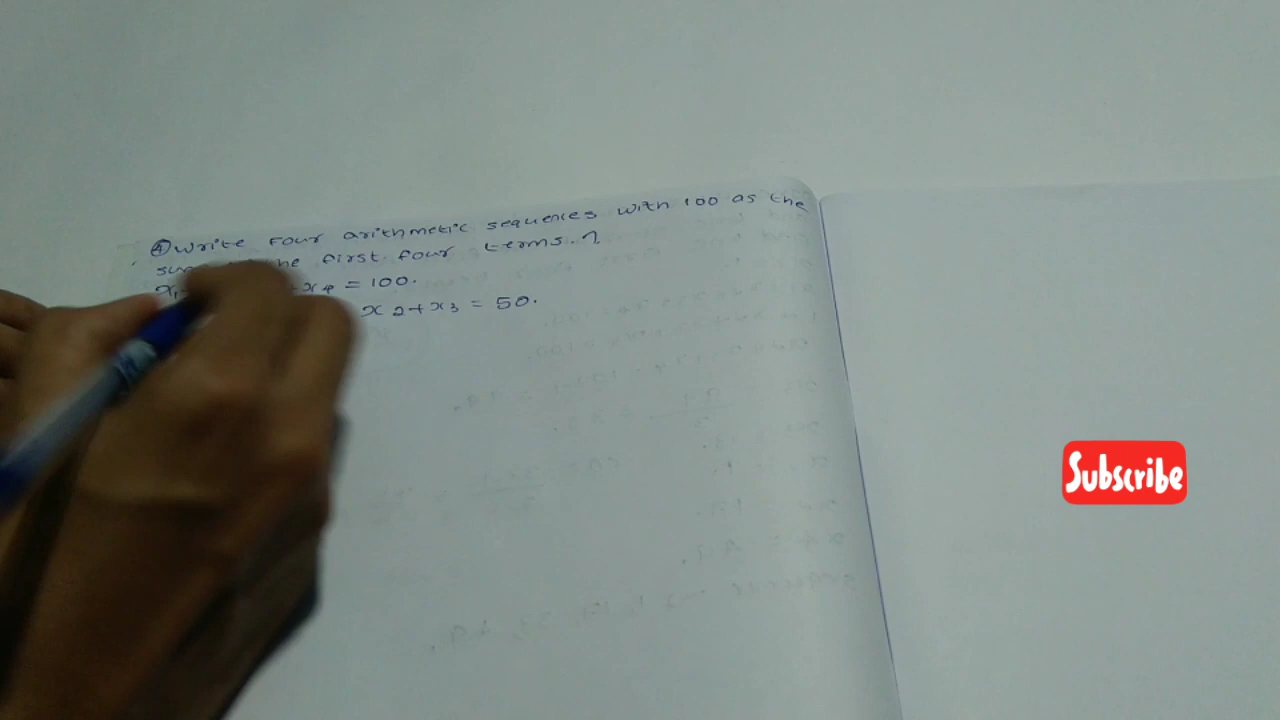 ④ Write four arithmetic sequences with 100 as the
first four terms.?
x₄ = 100.
x₂+x₃ = 50.
Subscribe